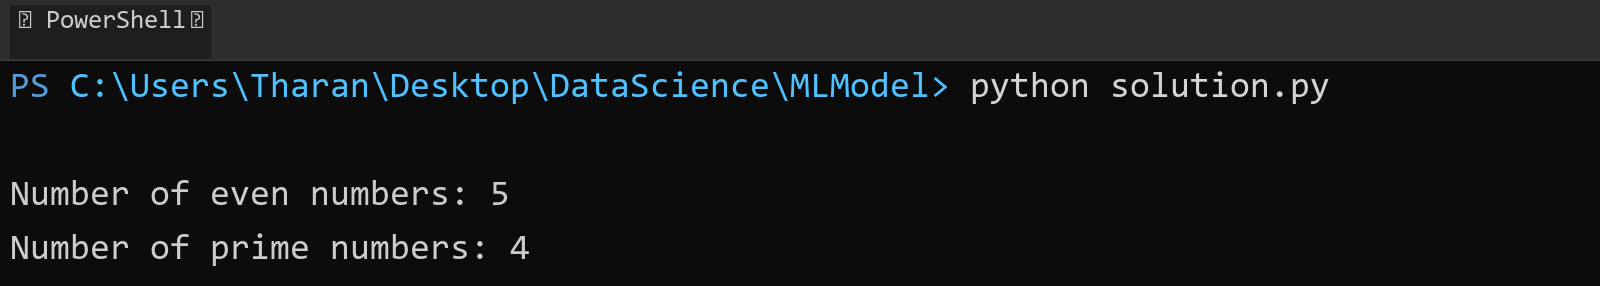 PowerShell
PS C:\Users\Tharan\Desktop\DataScience\MLModel> python solution.py
Number of even numbers: 5
Number of prime numbers: 4